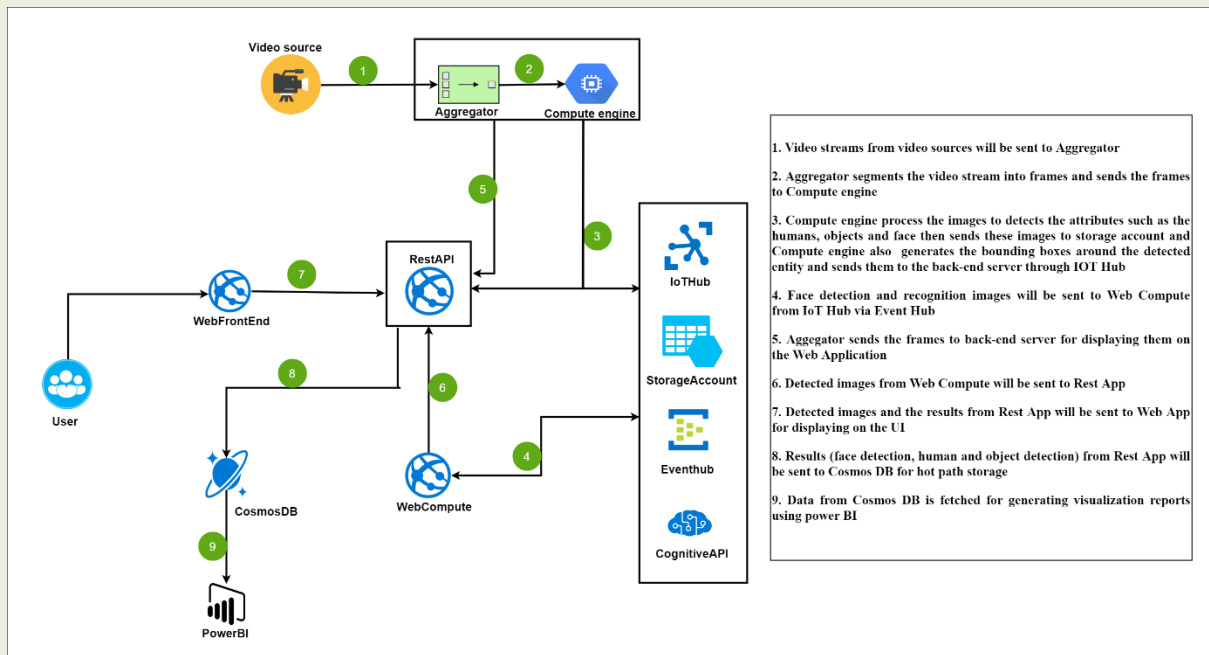 Video source
1
2
Aggregator
Compute engine
5
3
RestAPI
7
WebFrontEnd
User
8
6
4
CosmosDB
WebCompute
9
PowerBI
IoTHub
StorageAccount
Eventhub
CognitiveAPI
1. Video streams from video sources will be sent to Aggregator
2. Aggregator segments the video stream into frames and sends the frames
to Compute engine
3. Compute engine process the images to detects the attributes such as the
humans, objects and face then sends these images to storage account and
Compute engine also generates the bounding boxes around the detected
entity and sends them to the back-end server through IOT Hub
4. Face detection and recognition images will be sent to Web Compute
from IoT Hub via Event Hub
5. Aggegator sends the frames to back-end server for displaying them on
the Web Application
6. Detected images from Web Compute will be sent to Rest App
7. Detected images and the results from Rest App will be sent to Web App
for displaying on the UI
8. Results (face detection, human and object detection) from Rest App will
be sent to Cosmos DB for hot path storage
9. Data from Cosmos DB is fetched for generating visualization reports
using power BI